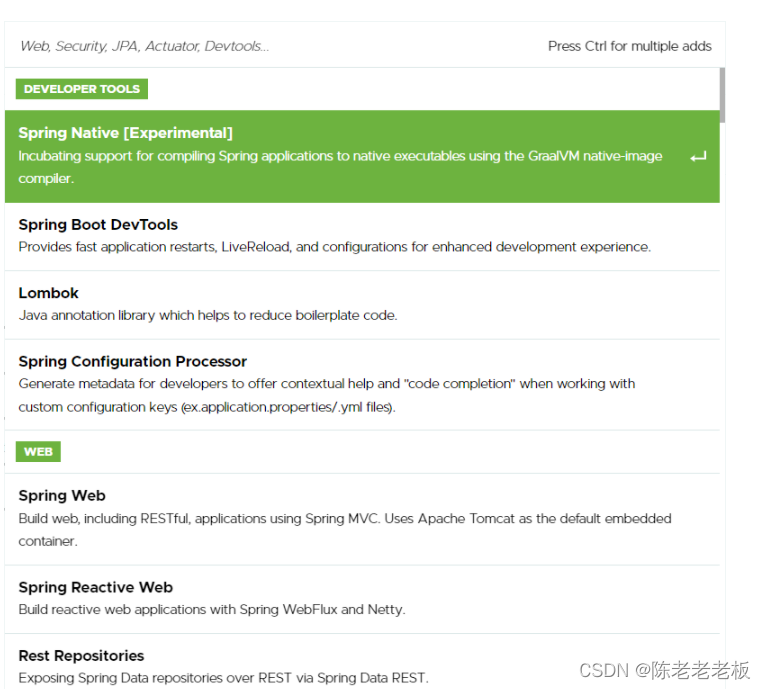 Web, Security, JPA, Actuator, Devtools... Press Ctrl for multiple adds
DEVELOPER TOOLS
Spring Native [Experimental]
Incubating support for compiling Spring applications to native executables using the GraalVM native-image
compiler.
Spring Boot DevTools
Provides fast application restarts, LiveReload, and configurations for enhanced development experience.
Lombok
Java annotation library which helps to reduce boilerplate code.
Spring Configuration Processor
Generate metadata for developers to offer contextual help and "code completion" when working with
custom configuration keys (ex.application.properties/.yml files).
WEB
Spring Web
Build web, including RESTful, applications using Spring MVC. Uses Apache Tomcat as the default embedded
container.
Spring Reactive Web
Build reactive web applications with Spring WebFlux and Netty.
Rest Repositories
Exposing Spring Data repositories over REST via Spring Data REST.
CSDN @陈老老老板